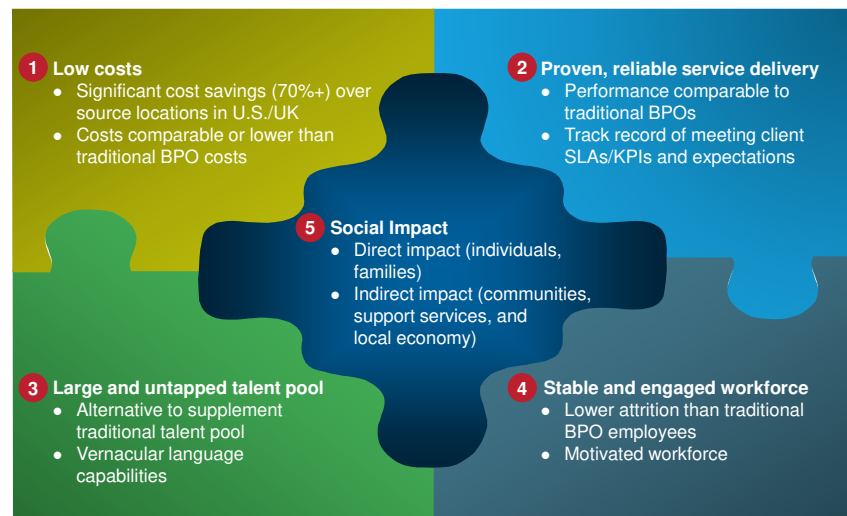 1 Low costs
● Significant cost savings (70%+) over
source locations in U.S./UK
● Costs comparable or lower than
traditional BPO costs
2 Proven, reliable service delivery
● Performance comparable to
traditional BPOs
● Track record of meeting client
SLAs/KPIs and expectations
5 Social Impact
● Direct impact (individuals,
families)
● Indirect impact (communities,
support services, and
local economy)
3 Large and untapped talent pool
● Alternative to supplement
traditional talent pool
● Vernacular language
capabilities
4 Stable and engaged workforce
● Lower attrition than traditional
BPO employees
● Motivated workforce